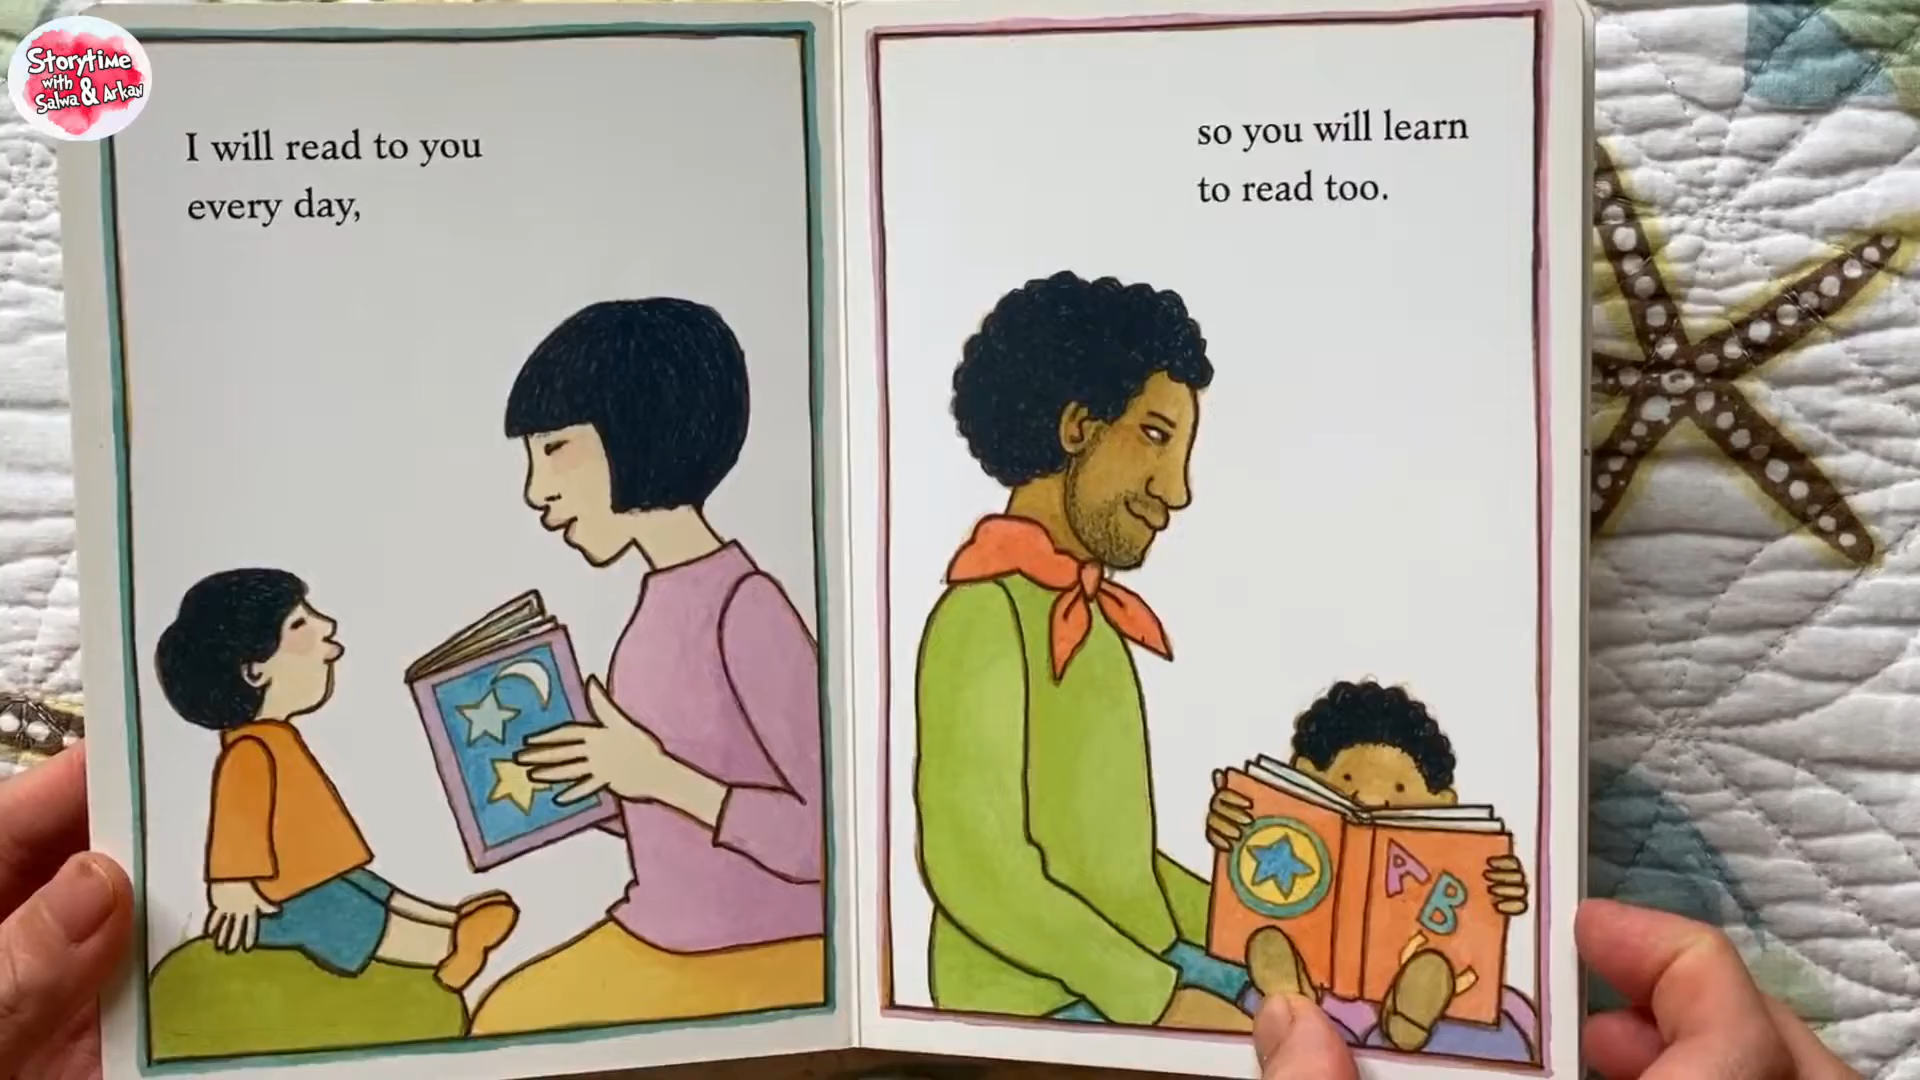 Storytime
with
Salwa & Arkan
I will read to you
every day,
so you will learn
to read too.
A
B
C